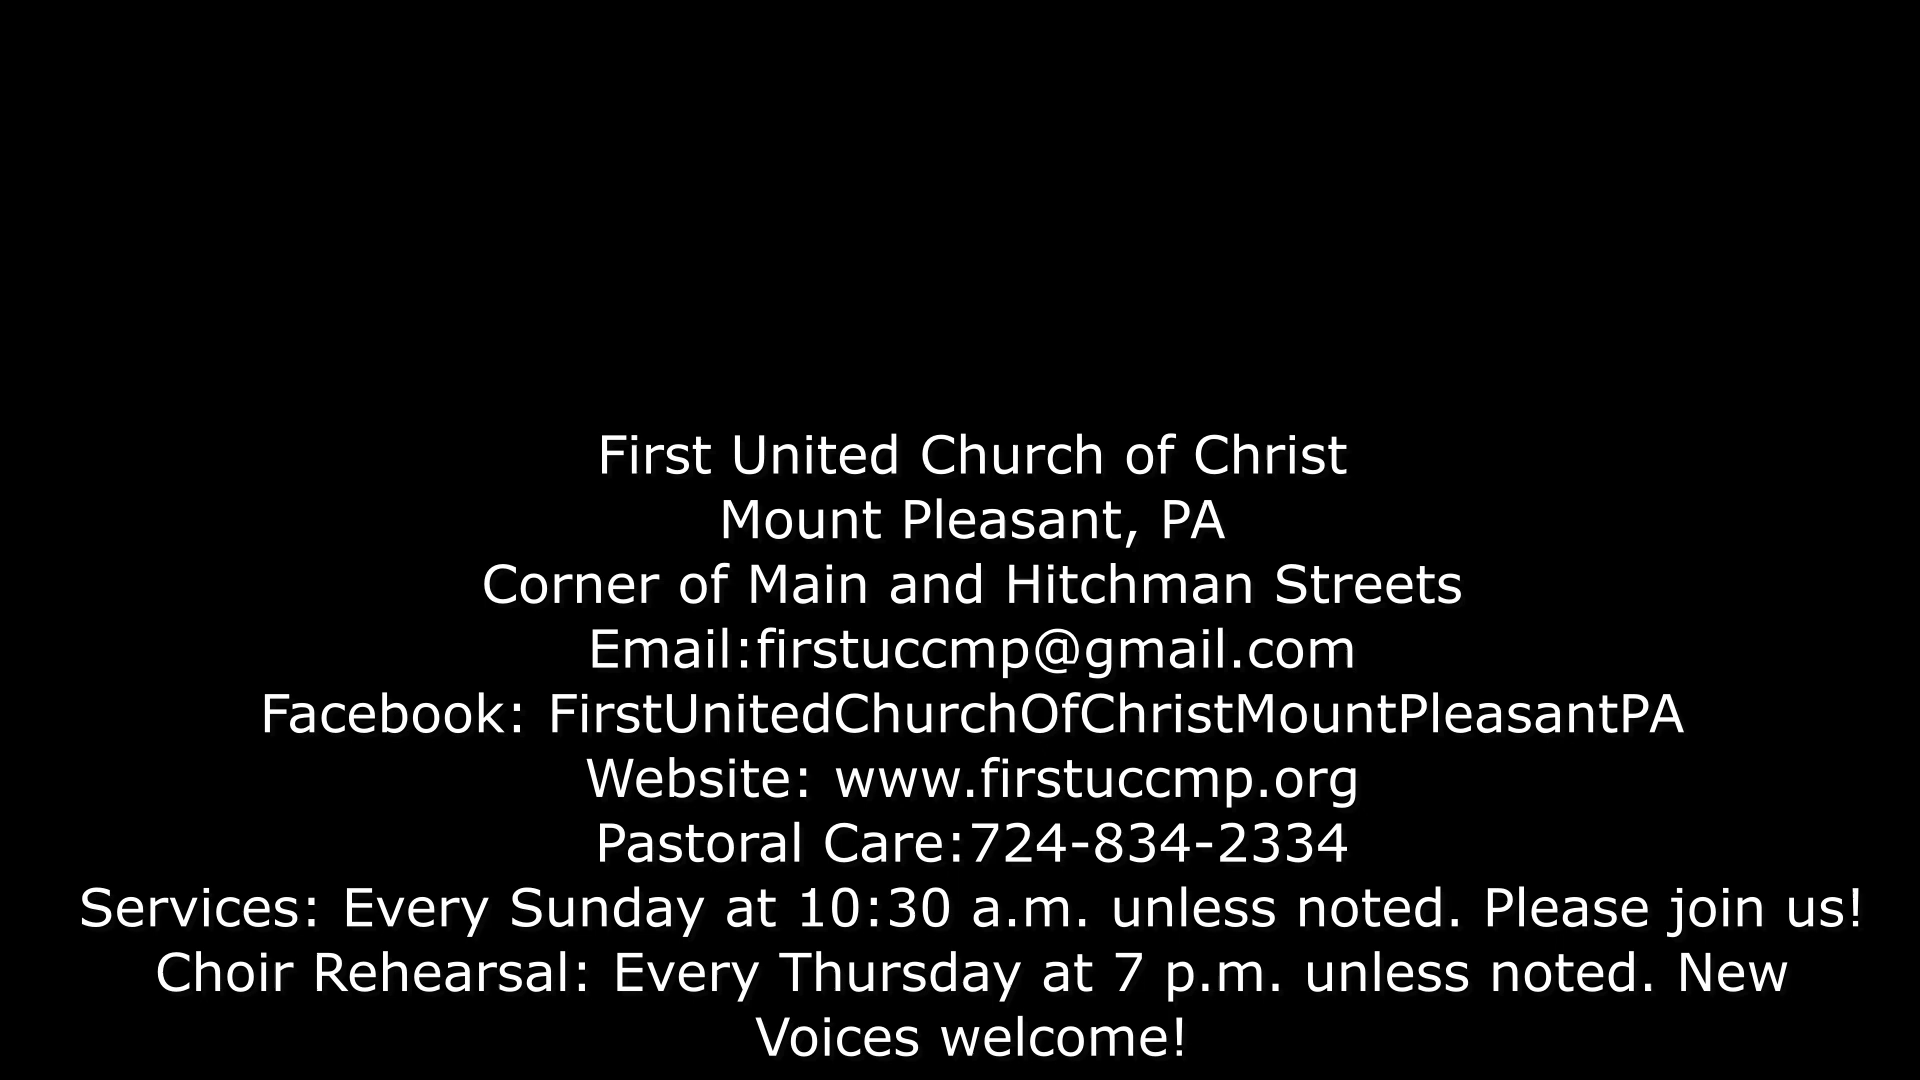 First United Church of Christ
Mount Pleasant, PA
Corner of Main and Hitchman Streets
Email:firstuccmp@gmail.com
Facebook: FirstUnitedChurchOfChristMountPleasantPA
Website: www.firstuccmp.org
Pastoral Care:724-834-2334
Services: Every Sunday at 10:30 a.m. unless noted. Please join us!
Choir Rehearsal: Every Thursday at 7 p.m. unless noted. New
Voices welcome!